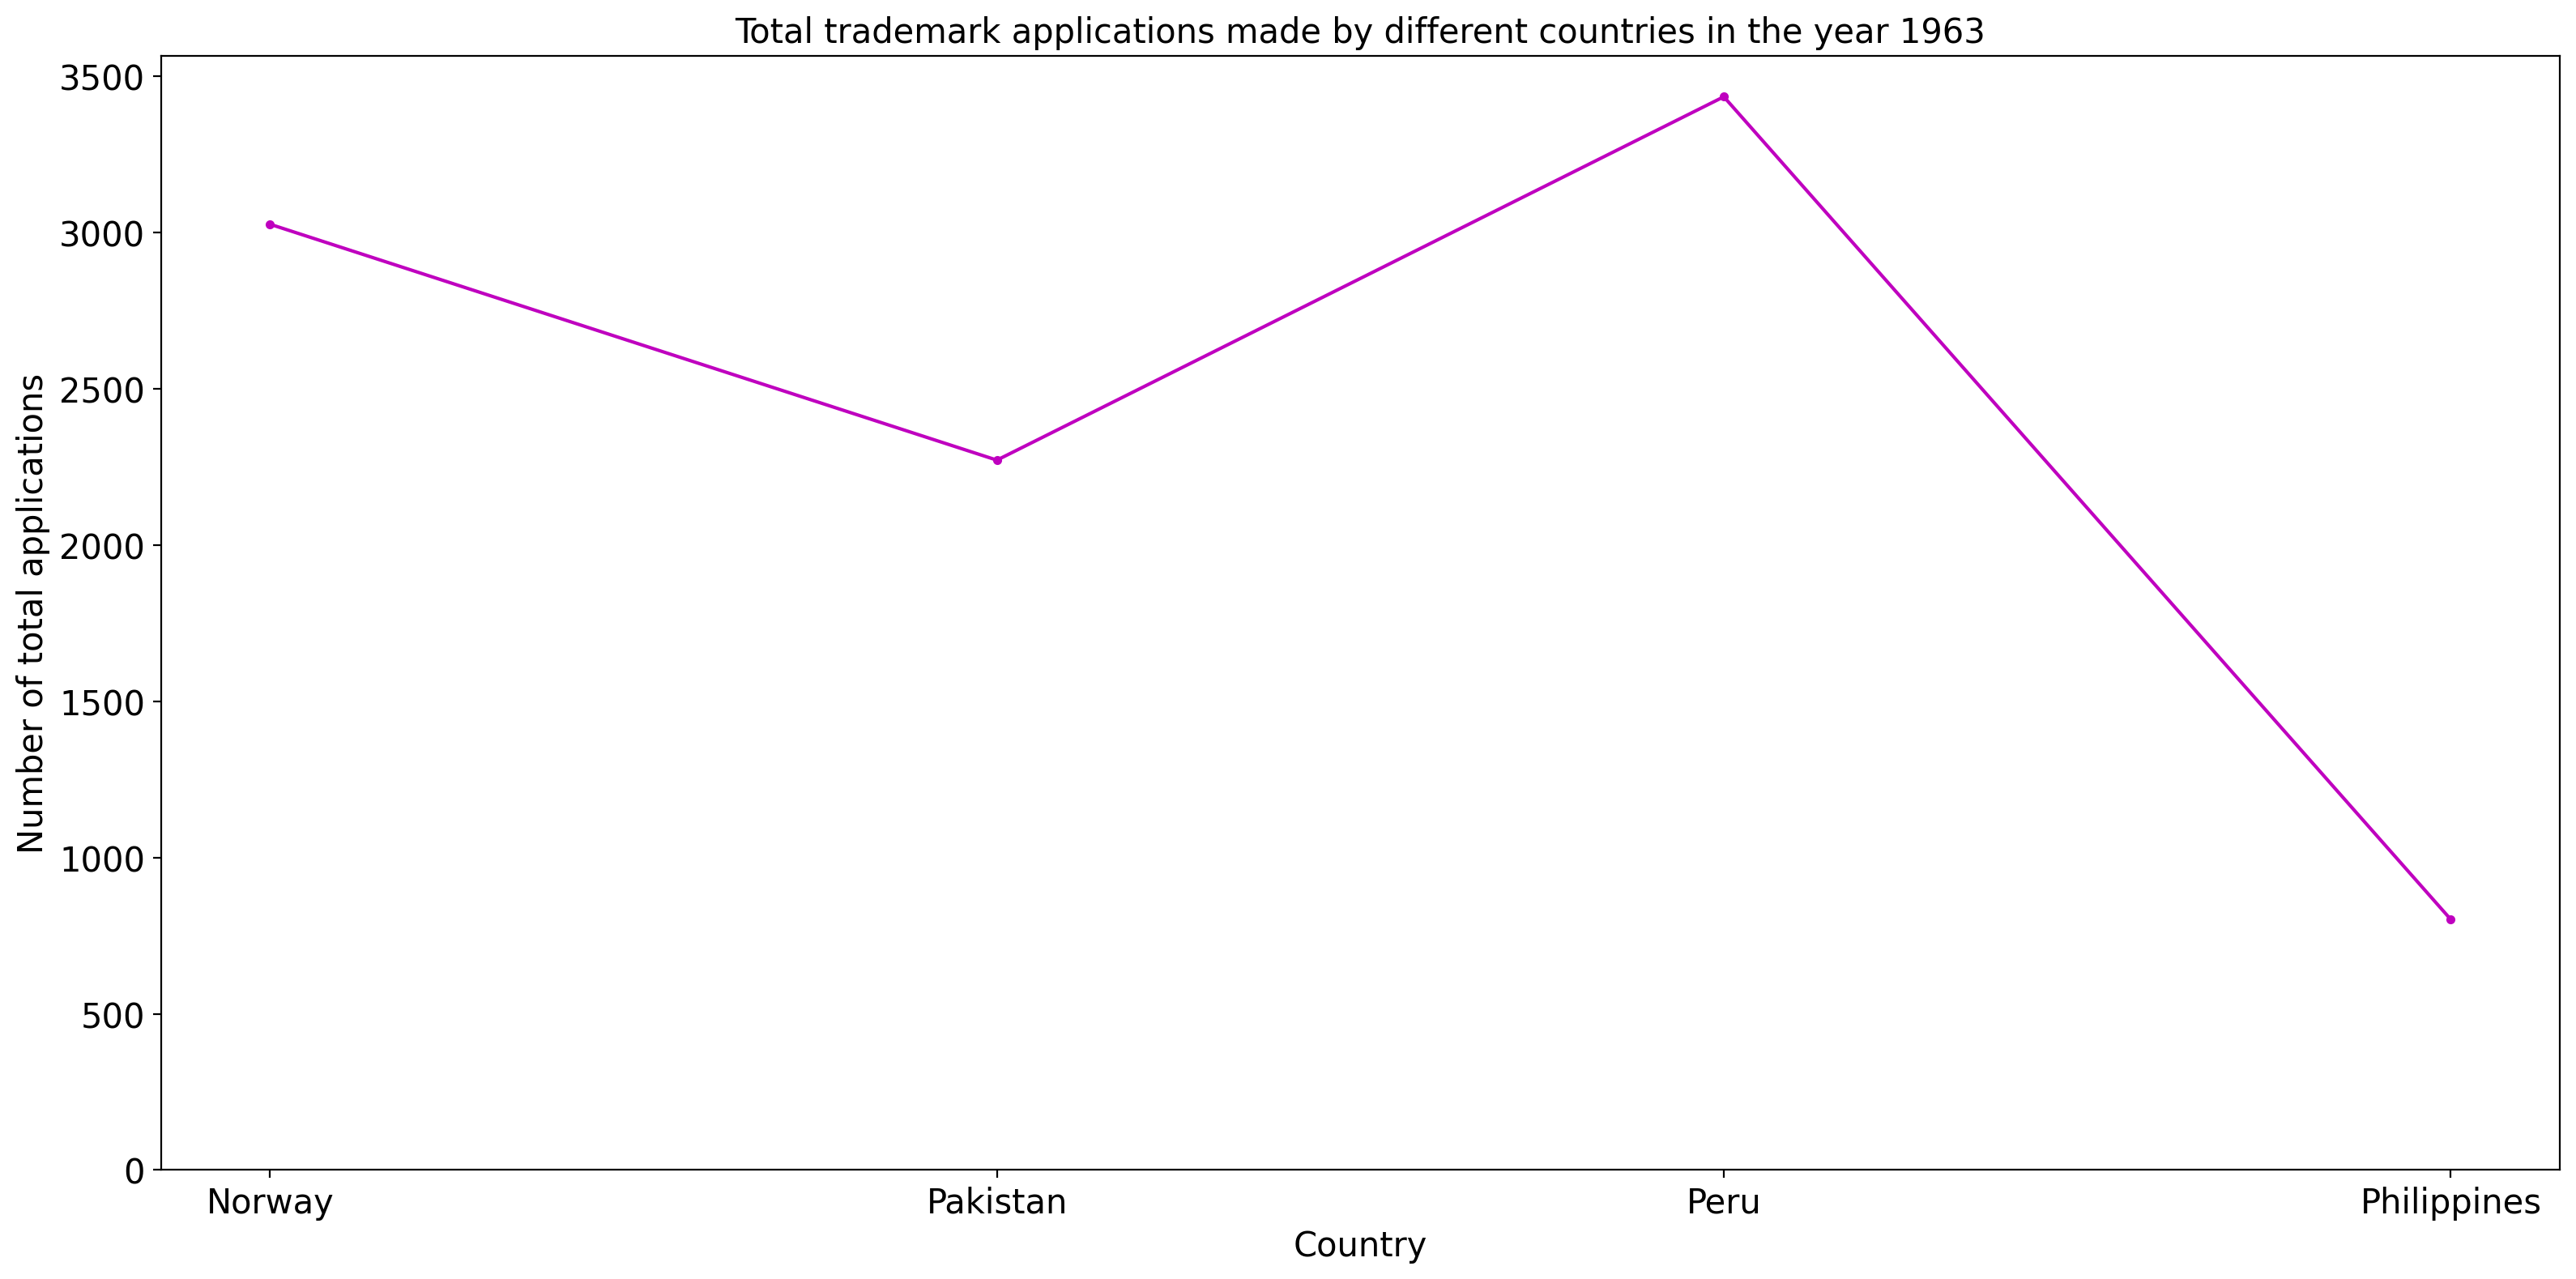 Total trademark applications made by different countries in the year 1963
Number of total applications
3500
3000
2500
2000
1500
1000
500
0
Norway Pakistan Peru Philippines
Country